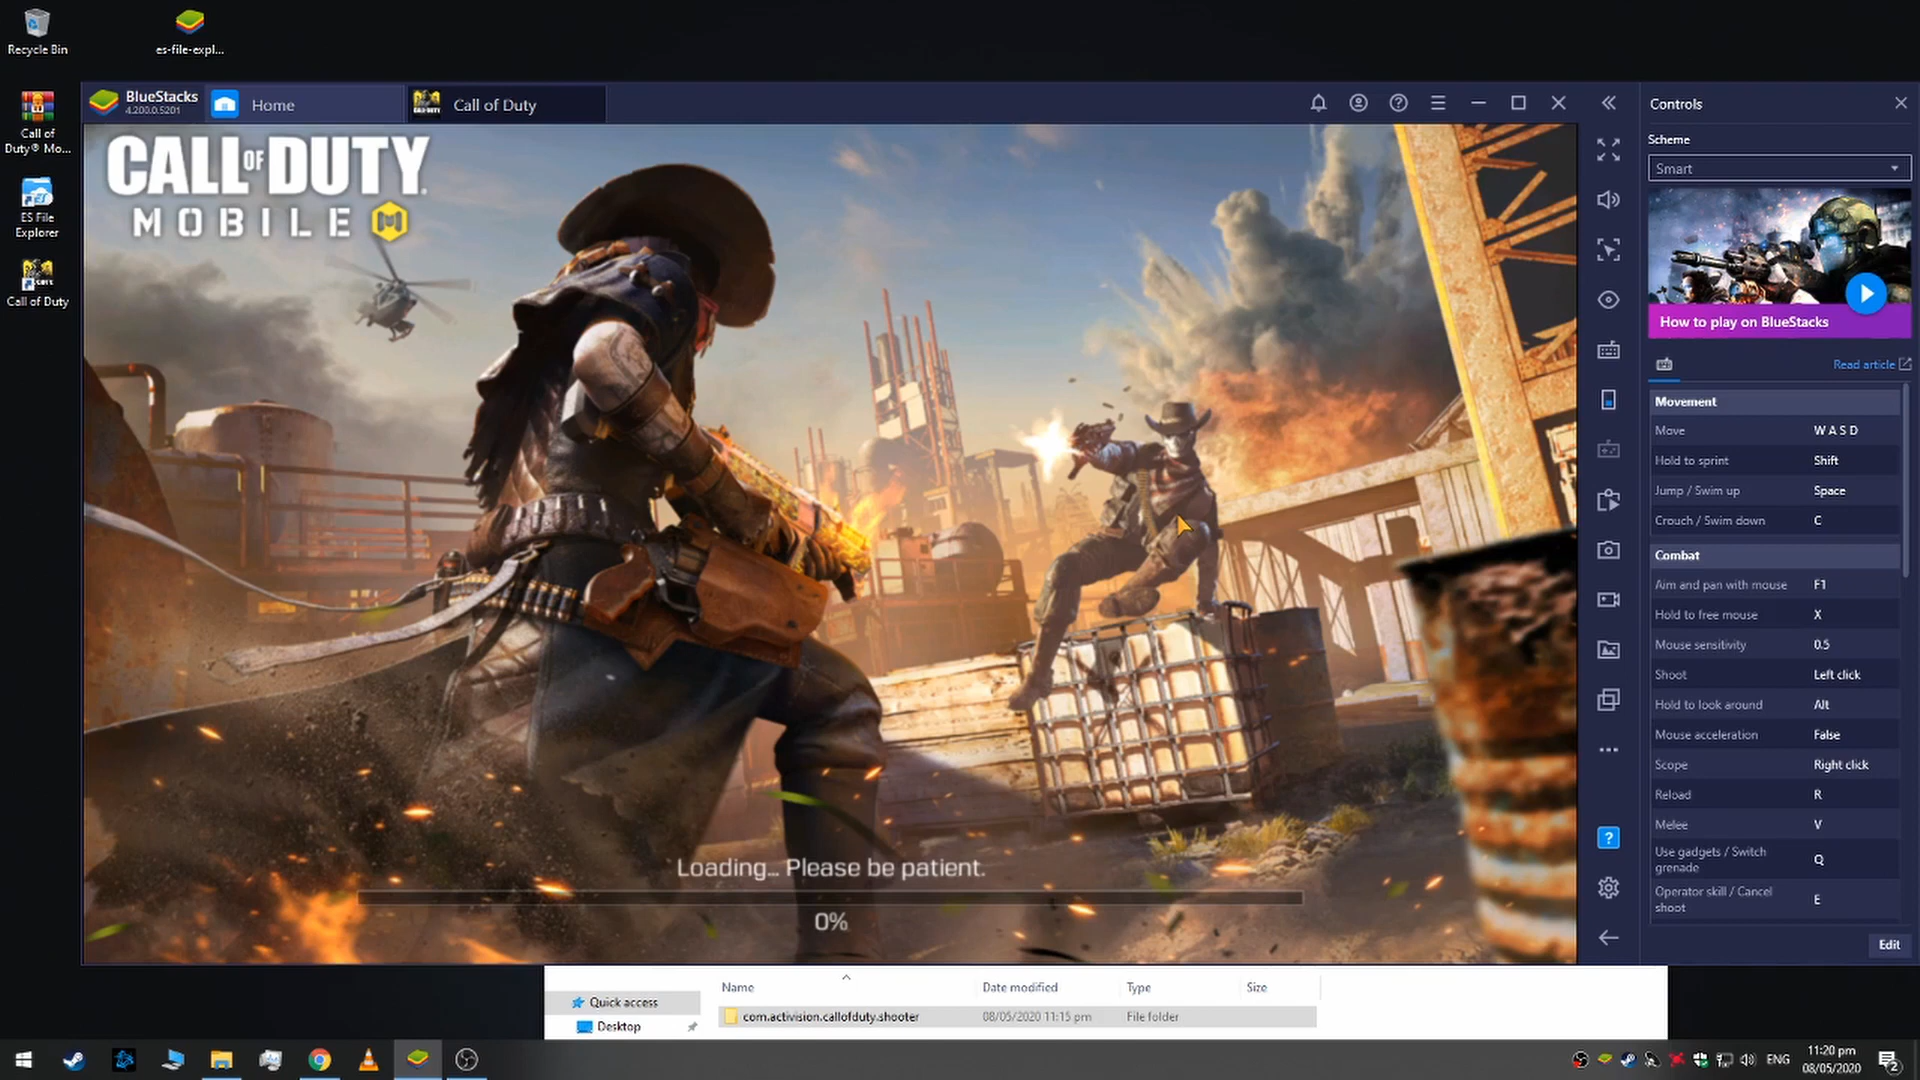 Recycle Bin
es-file-expl...
Call of
Duty® Mo...
ES File
Explorer
Call of Duty
BlueStacks
4.200.0.5201
Home
Call of Duty
CALL OF DUTY
MOBILE
Loading... Please be patient.
0%
Controls
Scheme
Smart
How to play on BlueStacks
Read article
Movement
Move W A S D
Hold to sprint Shift
Jump / Swim up Space
Crouch / Swim down C
Combat
Aim and pan with mouse F1
Hold to free mouse X
Mouse sensitivity 0.5
Shoot Left click
Hold to look around Alt
Mouse acceleration False
Scope Right click
Reload R
Melee V
Use gadgets / Switch
grenade Q
Operator skill / Cancel
shoot E
Edit
Name Date modified Type Size
Quick access
com.activision.callofduty.shooter 08/05/2020 11:15 pm File folder
Desktop
ENG
11:20 pm
08/05/2020
2